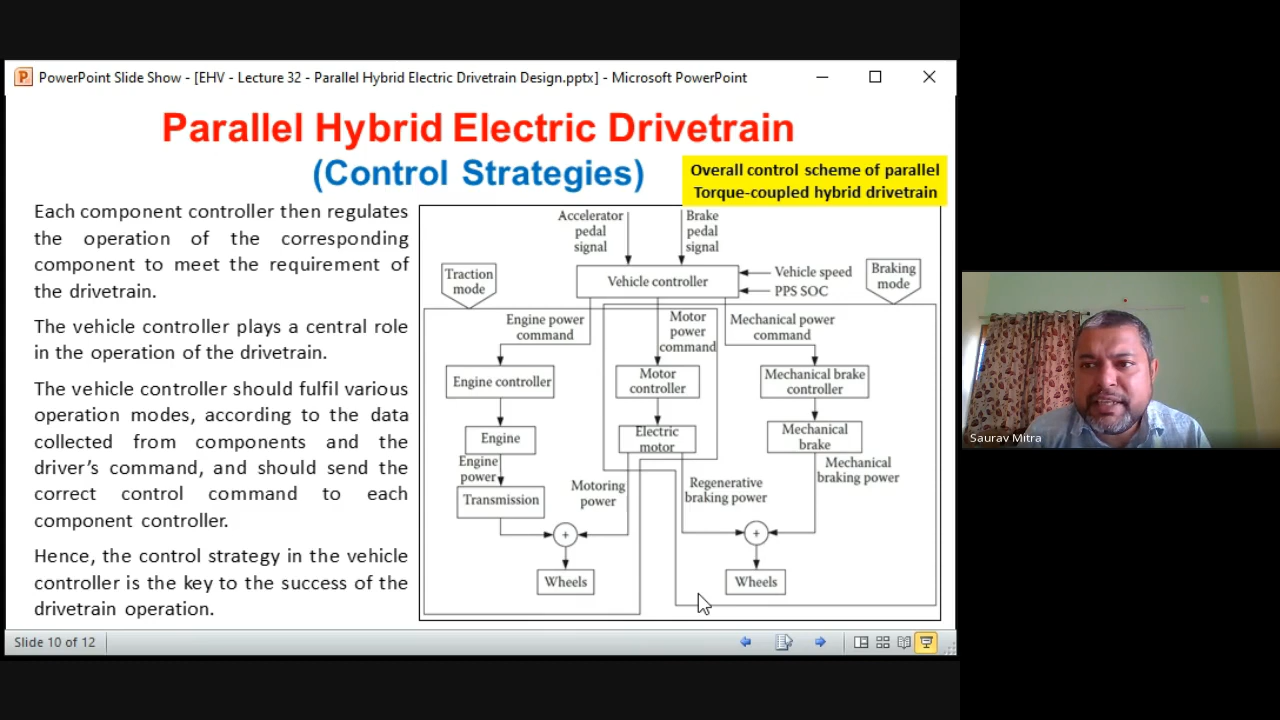 PowerPoint Slide Show - [EHV - Lecture 32 - Parallel Hybrid Electric Drivetrain Design.pptx] - Microsoft PowerPoint
Parallel Hybrid Electric Drivetrain
(Control Strategies)
Overall control scheme of parallel
Torque-coupled hybrid drivetrain
Each component controller then regulates
the operation of the corresponding
component to meet the requirement of
the drivetrain.
The vehicle controller plays a central role
in the operation of the drivetrain.
The vehicle controller should fulfil various
operation modes, according to the data
collected from components and the
driver's command, and should send the
correct control command to each
component controller.
Hence, the control strategy in the vehicle
controller is the key to the success of the
drivetrain operation.
Accelerator
pedal
signal
Brake
pedal
signal
Traction
mode
Vehicle controller
Vehicle speed
PPS SOC
Braking
mode
Engine power
command
Motor
power
command
Mechanical power
command
Engine controller
Motor
controller
Mechanical brake
controller
Engine
Electric
motor
Mechanical
brake
Engine
power
Transmission
Motoring
power
Regenerative
braking power
Mechanical
braking power
+
+
Wheels
Wheels
Saurav Mitra
Slide 10 of 12